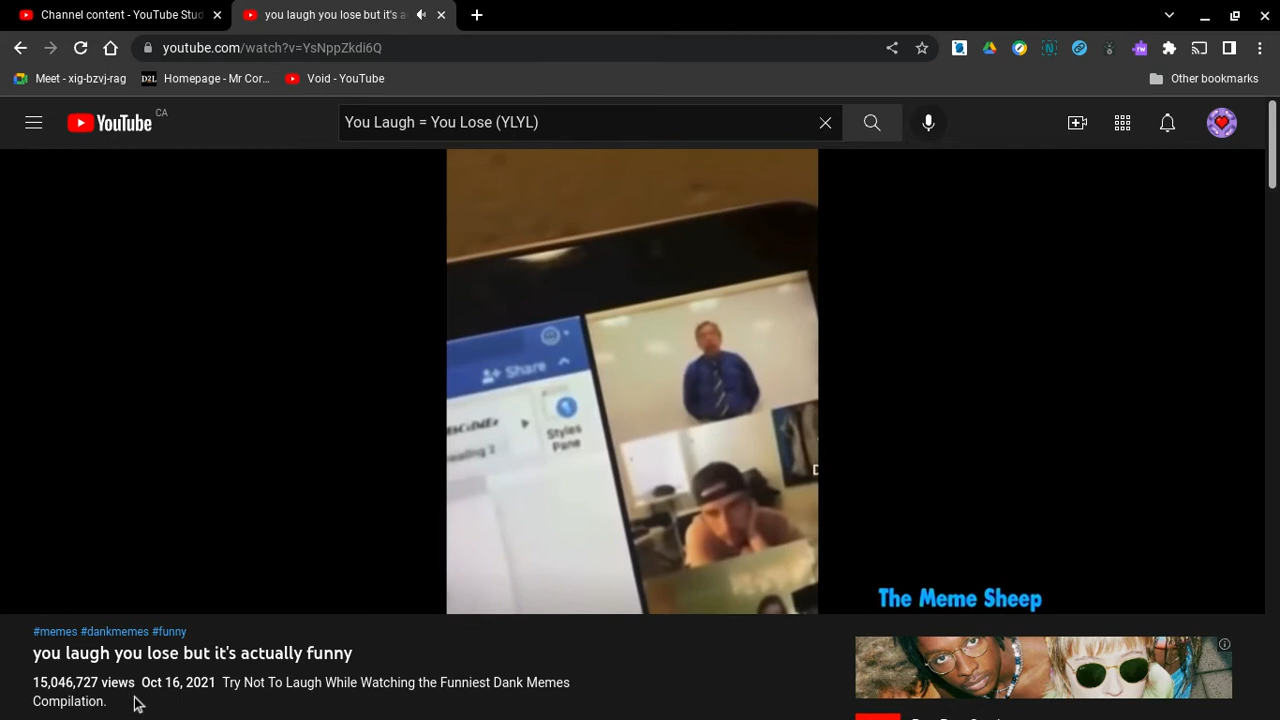 Channel content - YouTube Stud
you laugh you lose but it's a
youtube.com/watch?v=YsNppZkdi6Q
Meet - xig-bzvj-rag
D2L
Homepage - Mr Cor...
Void - YouTube
Other bookmarks
YouTube CA
You Laugh = You Lose (YLYL)
Share
Styles
Pane
The Meme Sheep
#memes #dankmemes #funny
you laugh you lose but it's actually funny
15,046,727 views Oct 16, 2021 Try Not To Laugh While Watching the Funniest Dank Memes
Compilation.